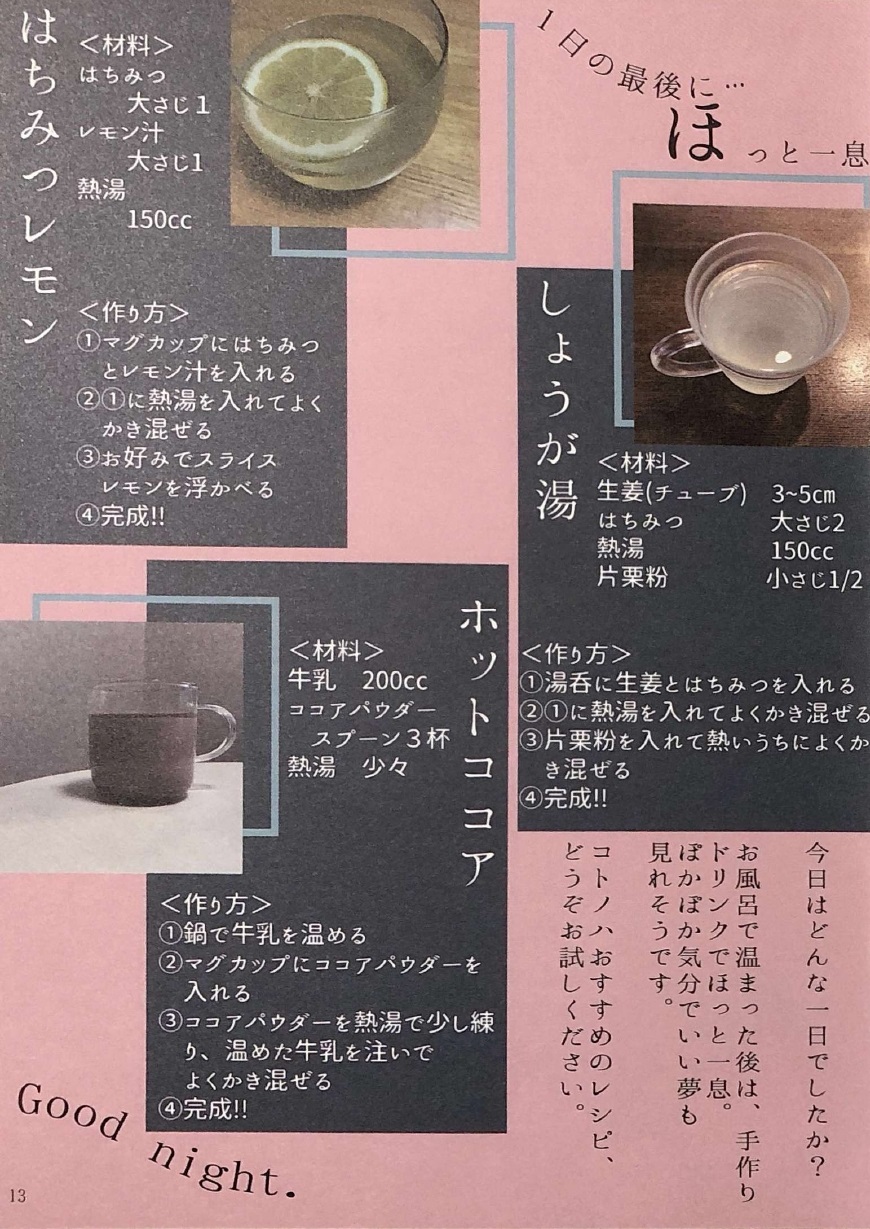 1日の最後に…
ほっと一息
はちみつレモン
＜材料＞
はちみつ
大さじ1
レモン汁
大さじ1
熱湯
150cc
＜作り方＞
①マグカップにはちみつ
とレモン汁を入れる
②①に熱湯を入れてよく
かき混ぜる
③お好みでスライス
レモンを浮かべる
④完成!!
しょうが湯
＜材料＞
生姜(チューブ) 3~5cm
はちみつ 大さじ2
熱湯 150cc
片栗粉 小さじ1/2
＜作り方＞
①湯呑に生姜とはちみつを入れる
②①に熱湯を入れてよくかき混ぜる
③片栗粉を入れて熱いうちによくか
き混ぜる
④完成!!
ホットココア
＜材料＞
牛乳 200cc
ココアパウダー
スプーン３杯
熱湯 少々
＜作り方＞
①鍋で牛乳を温める
②マグカップにココアパウダーを
入れる
③ココアパウダーを熱湯で少し練
り、温めた牛乳を注いで
よくかき混ぜる
④完成!!
今日はどんな一日でしたか？
お風呂で温まった後は、手作り
ドリンクでほっと一息。
ぽかぽか気分でいい夢も
見れそうです。
コトノハおすすめのレシピ、
どうぞお試しください。
Good night.
13